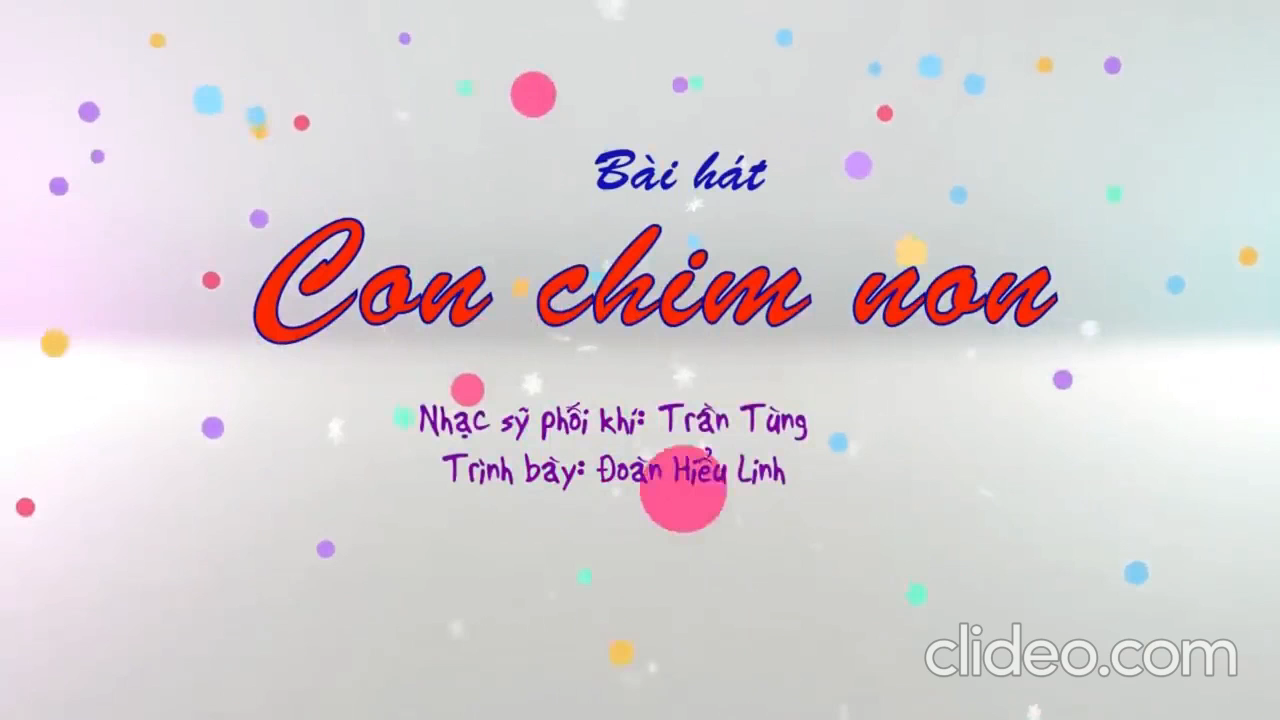 Bài hát
Con chim non
Nhạc sỹ phối khí: Trần Tùng
Trình bày: Đoàn Hiểu Linh
clideo.com